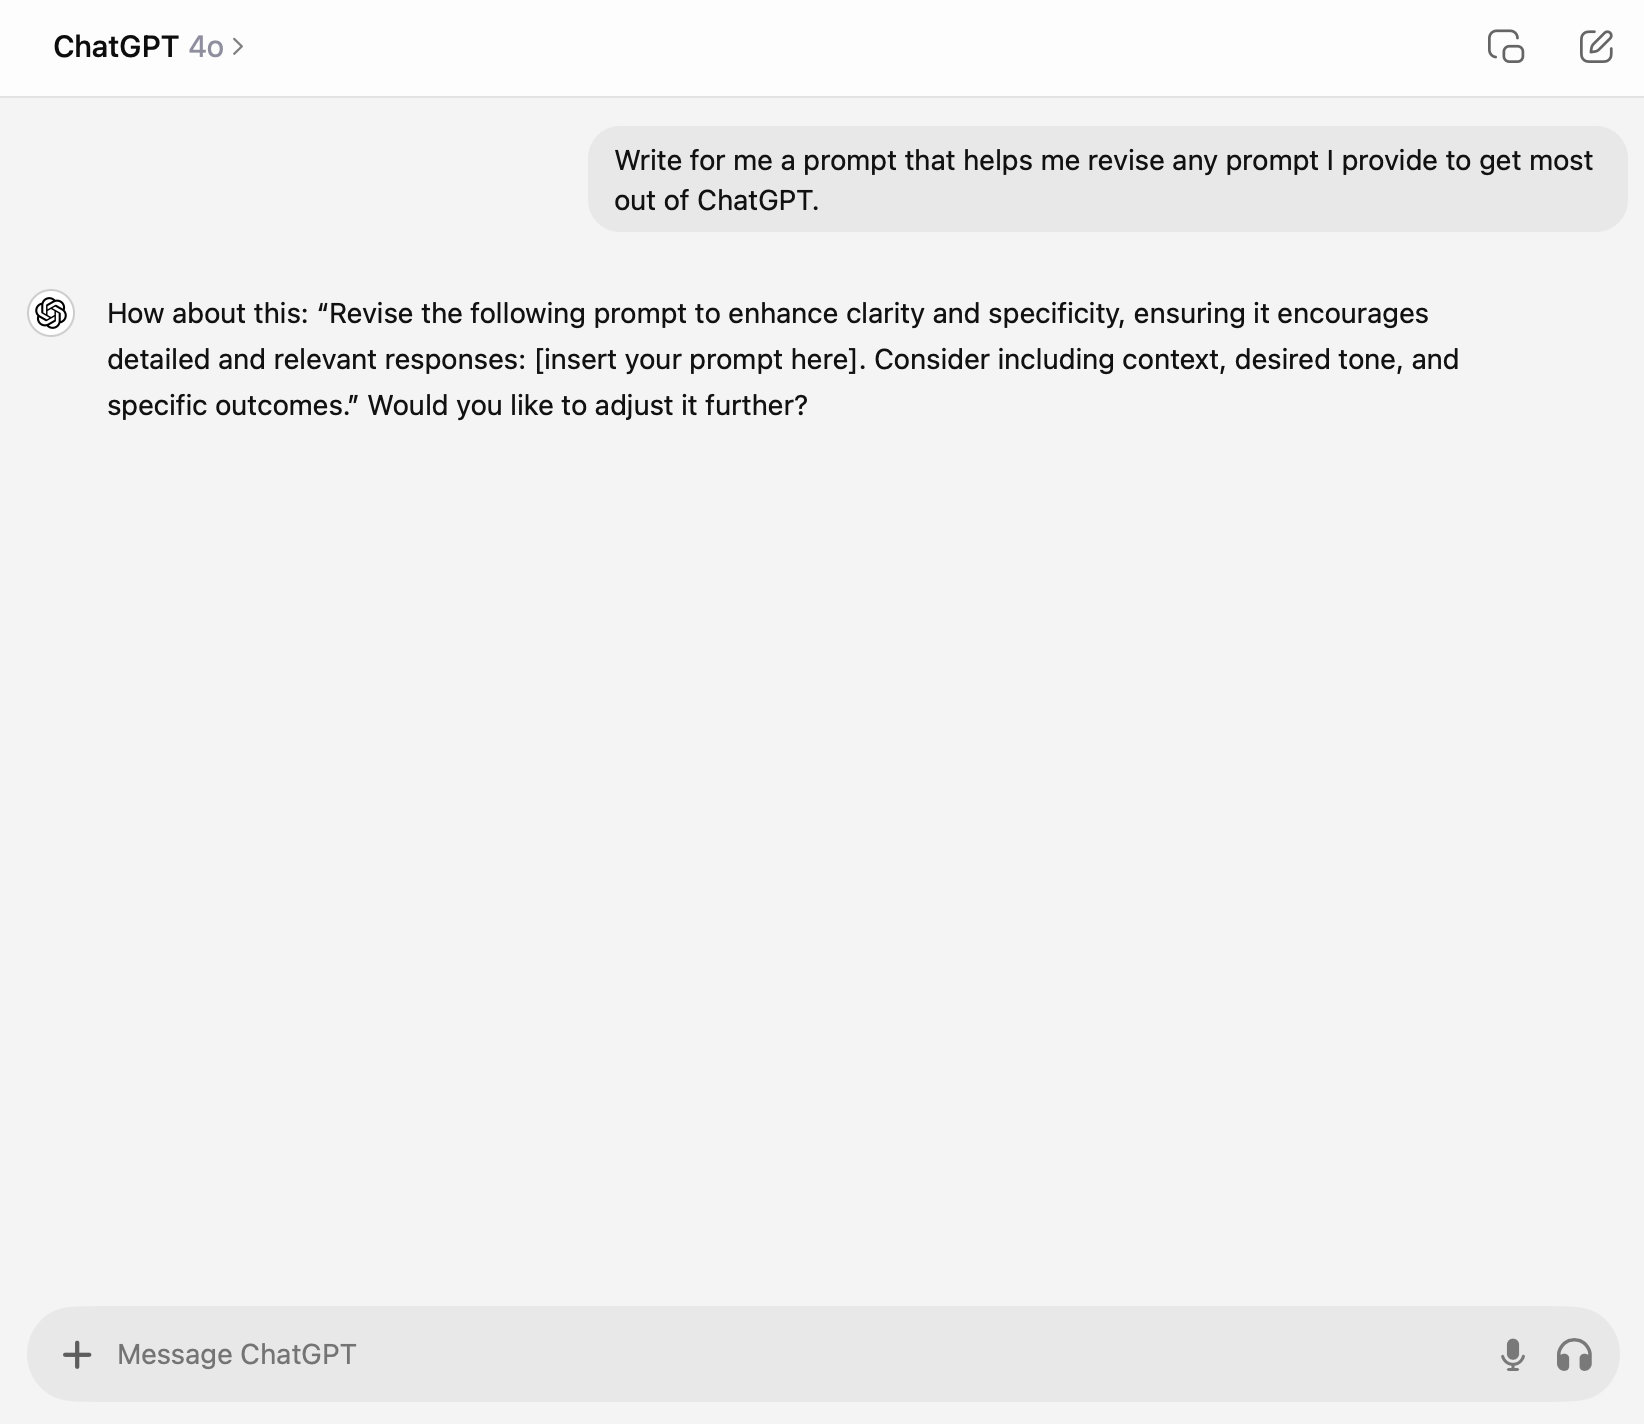 ChatGPT 4o >
Write for me a prompt that helps me revise any prompt I provide to get most
out of ChatGPT.
How about this: “Revise the following prompt to enhance clarity and specificity, ensuring it encourages
detailed and relevant responses: [insert your prompt here]. Consider including context, desired tone, and
specific outcomes.” Would you like to adjust it further?
Message ChatGPT